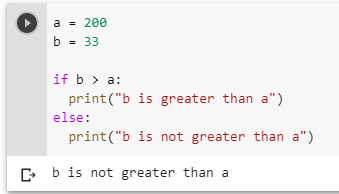 a = 200
b = 33

if b > a:
  print("b is greater than a")
else:
  print("b is not greater than a")
b is not greater than a